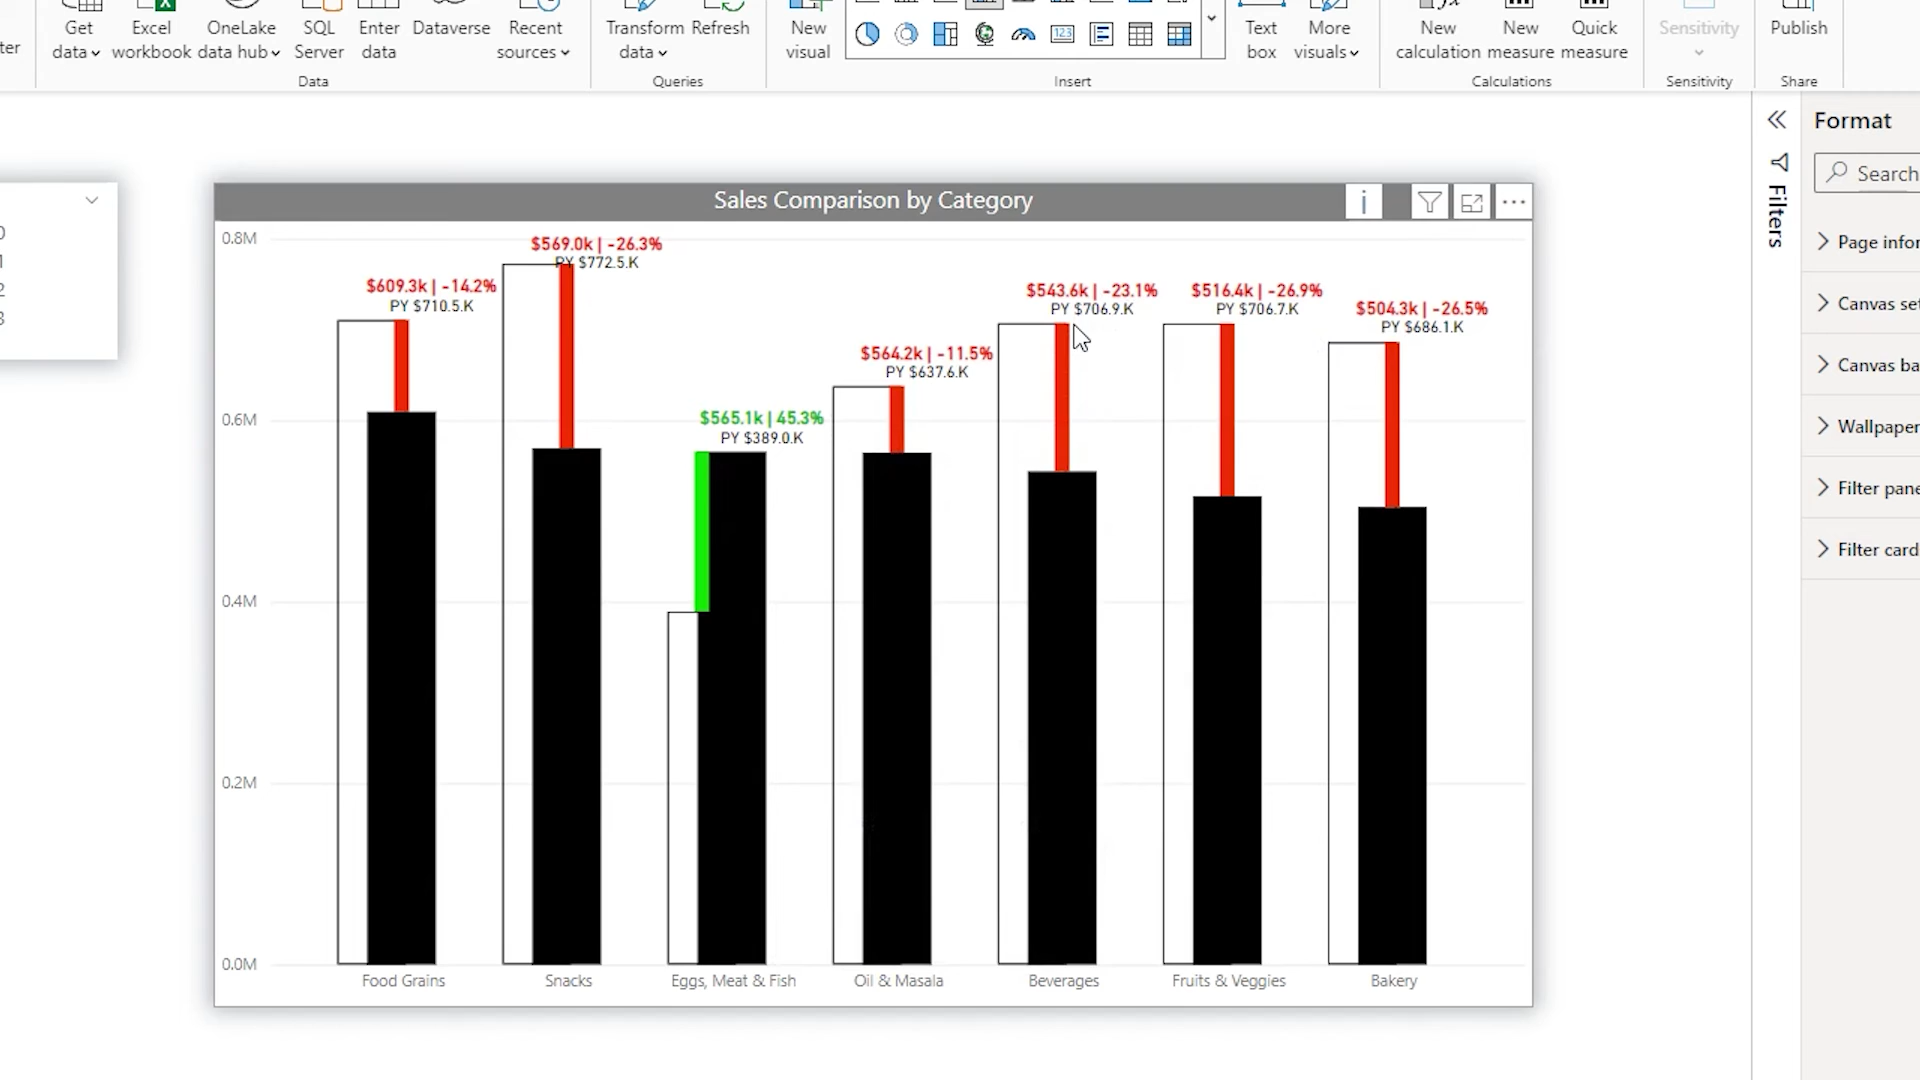 ter
Get data
Excel workbook
OneLake data hub
SQL Server
Enter data
Dataverse
Recent sources
Data
Transform data
Refresh
Queries
New visual
123
Insert
Text box
More visuals
New calculation
New measure
Quick measure
Calculations
Sensitivity
Sensitivity
Publish
Share
0
1
2
3
Sales Comparison by Category
i
0.8M
0.6M
0.4M
0.2M
0.0M
$609.3k | -14.2%
PY $710.5.K
$569.0k | -26.3%
PY $772.5.K
$565.1k | 45.3%
PY $389.0.K
$564.2k | -11.5%
PY $637.6.K
$543.6k | -23.1%
PY $706.9.K
$516.4k | -26.9%
PY $706.7.K
$504.3k | -26.5%
PY $686.1.K
Food Grains
Snacks
Eggs, Meat & Fish
Oil & Masala
Beverages
Fruits & Veggies
Bakery
Filters
Format
Search
Page infor
Canvas set
Canvas ba
Wallpaper
Filter pane
Filter card